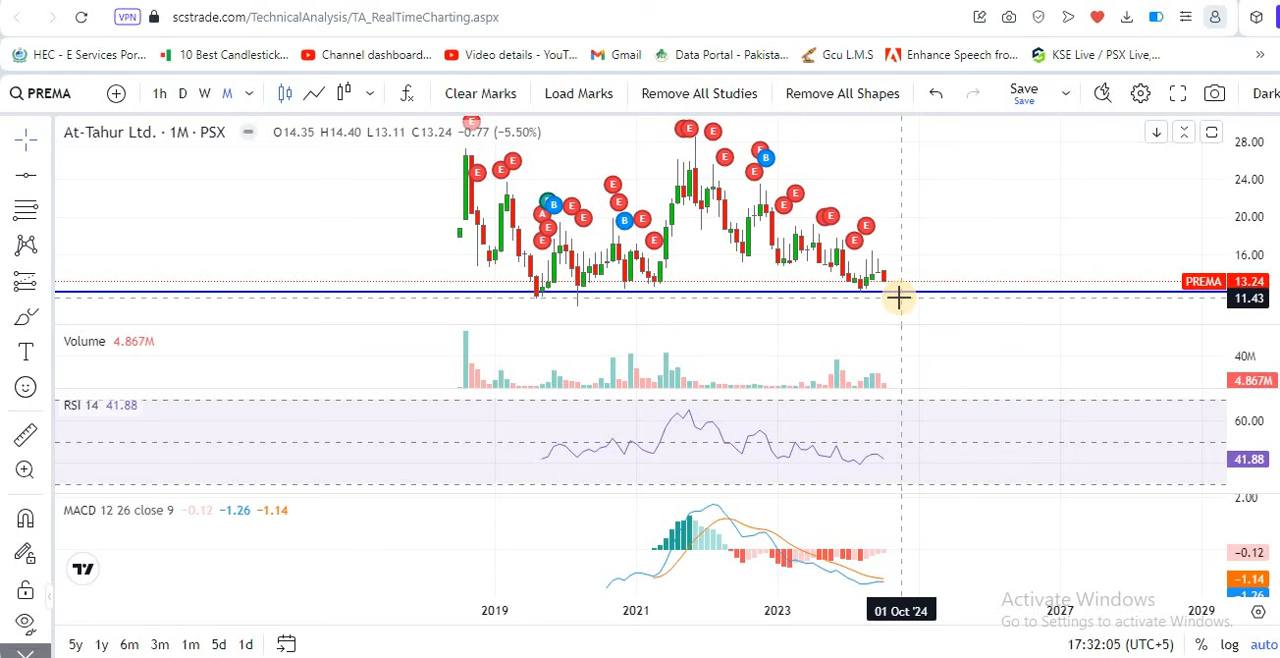 VPN
scstrade.com/TechnicalAnalysis/TA_RealTimeCharting.aspx
HEC - E Services Por... 10 Best Candlestick... Channel dashboard... Video details - YouT... Gmail Data Portal - Pakista... Gcu L.M.S Enhance Speech fro... KSE Live / PSX Live,... »
PREMA 1h D W M Clear Marks Load Marks Remove All Studies Remove All Shapes Save Dark
Save
At-Tahur Ltd. · 1M · PSX O14.35 H14.40 L13.11 C13.24 −0.77 (−5.50%)
28.00
24.00
20.00
16.00
PREMA 13.24
11.43
E E E E E E E E E E E E E E E E E E E E E E E E
A B B B
Volume 4.867M
40M
4.867M
RSI 14 41.88
60.00
41.88
MACD 12 26 close 9 −0.12 −1.26 −1.14
2.00
−0.12
−1.14
−1.26
Activate Windows
Go to Settings to activate Windows.
2019 2021 2023 01 Oct '24 2027 2029
5y 1y 6m 3m 1m 5d 1d 17:32:05 (UTC+5) % log auto